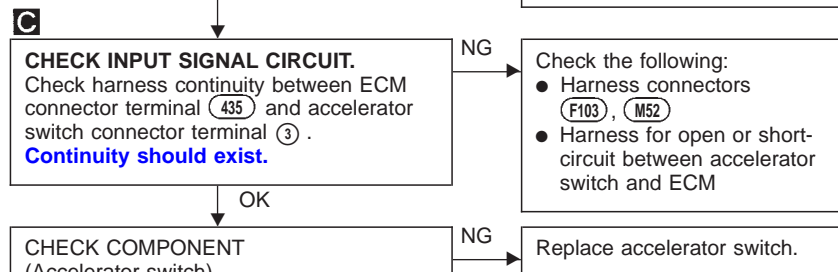 C
CHECK INPUT SIGNAL CIRCUIT.
Check harness continuity between ECM
connector terminal 435 and accelerator
switch connector terminal 3 .
Continuity should exist.
NG
Check the following:
● Harness connectors
F103 , M52
● Harness for open or short-
circuit between accelerator
switch and ECM
OK
CHECK COMPONENT
(Accelerator switch)
NG
Replace accelerator switch.